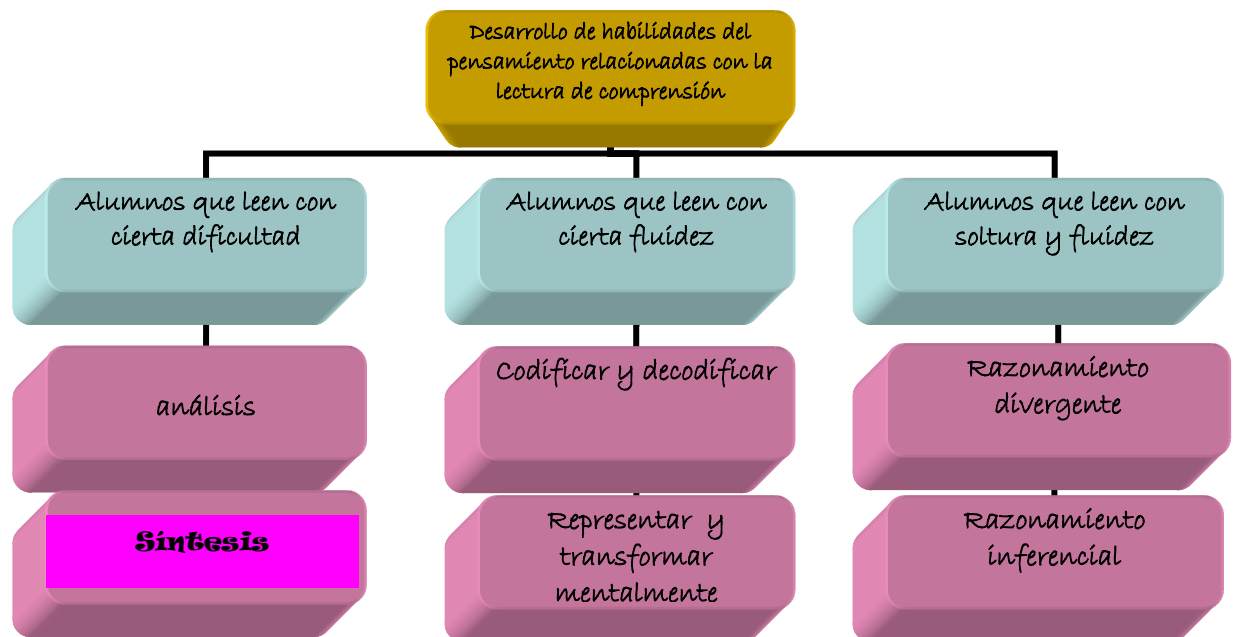 Desarrollo de habilidades del
pensamiento relacionadas con la
lectura de comprensión
Alumnos que leen con
cierta dificultad
Alumnos que leen con
cierta fluidez
Alumnos que leen con
soltura y fluidez
análisis
Codificar y decodificar
Razonamiento
divergente
Síntesis
Representar y
transformar
mentalmente
Razonamiento
inferencial